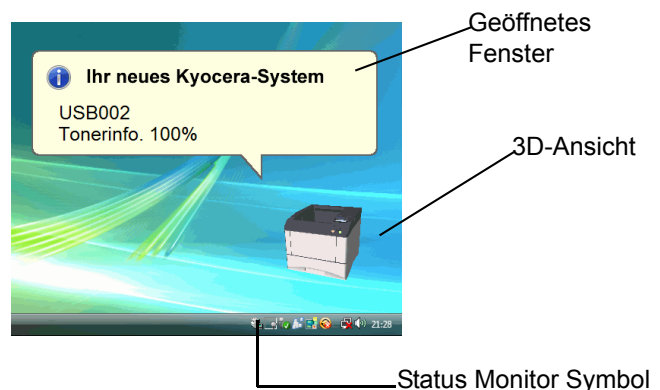 Geöffnetes
Fenster
Ihr neues Kyocera-System
USB002
Tonerinfo. 100%
3D-Ansicht
21:28
Status Monitor Symbol